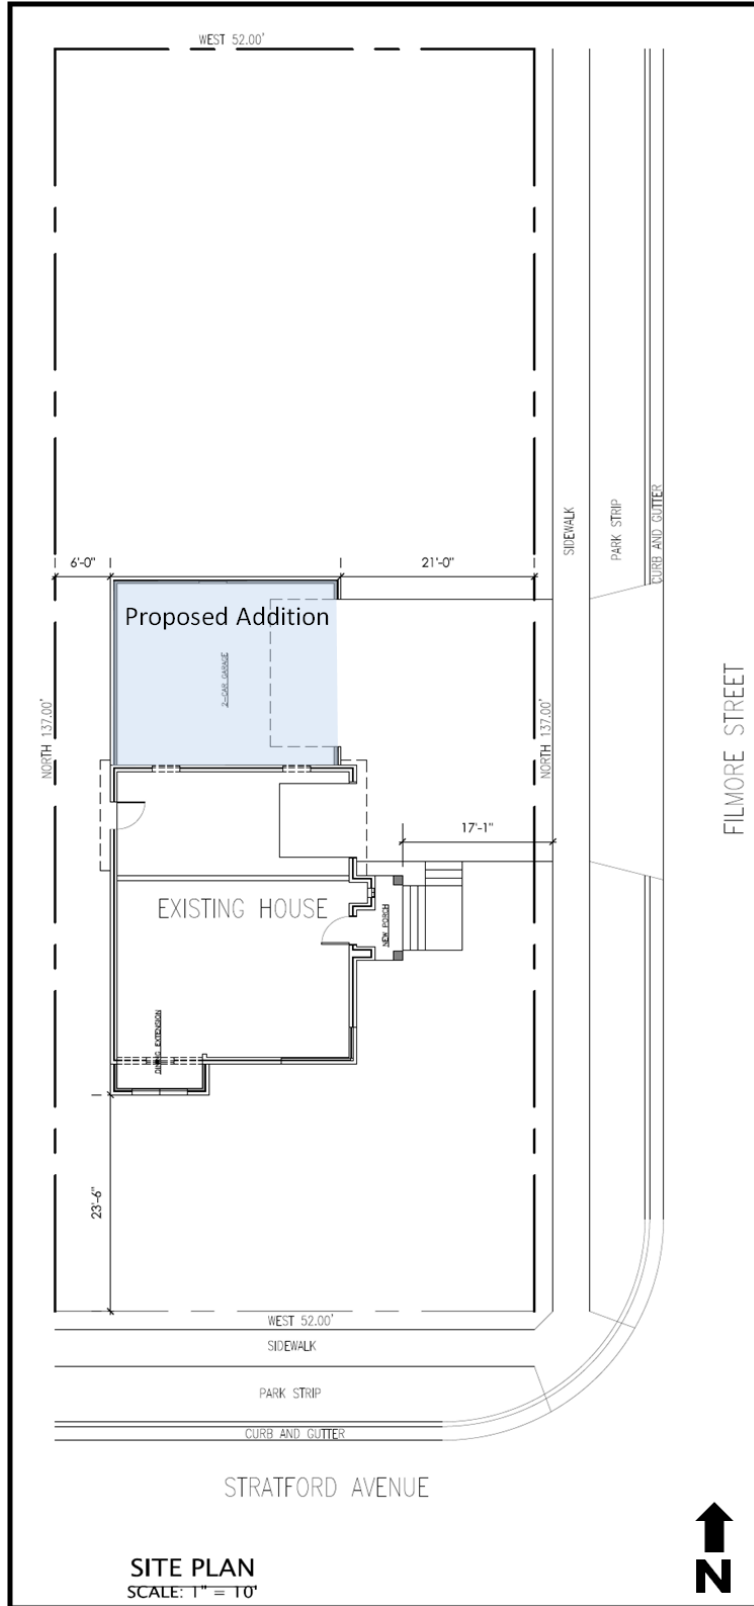 WEST 52.00'
SIDEWALK
PARK STRIP
CURB AND GUTTER
6'-0"
21'-0"
Proposed Addition
2-CAR GARAGE
NORTH 137.00'
NORTH 137.00'
FILMORE STREET
17'-1"
EXISTING HOUSE
NEW PORCH
DINING EXTENSION
23'-6"
WEST 52.00'
SIDEWALK
PARK STRIP
CURB AND GUTTER
STRATFORD AVENUE
SITE PLAN
SCALE: 1" = 10'
N